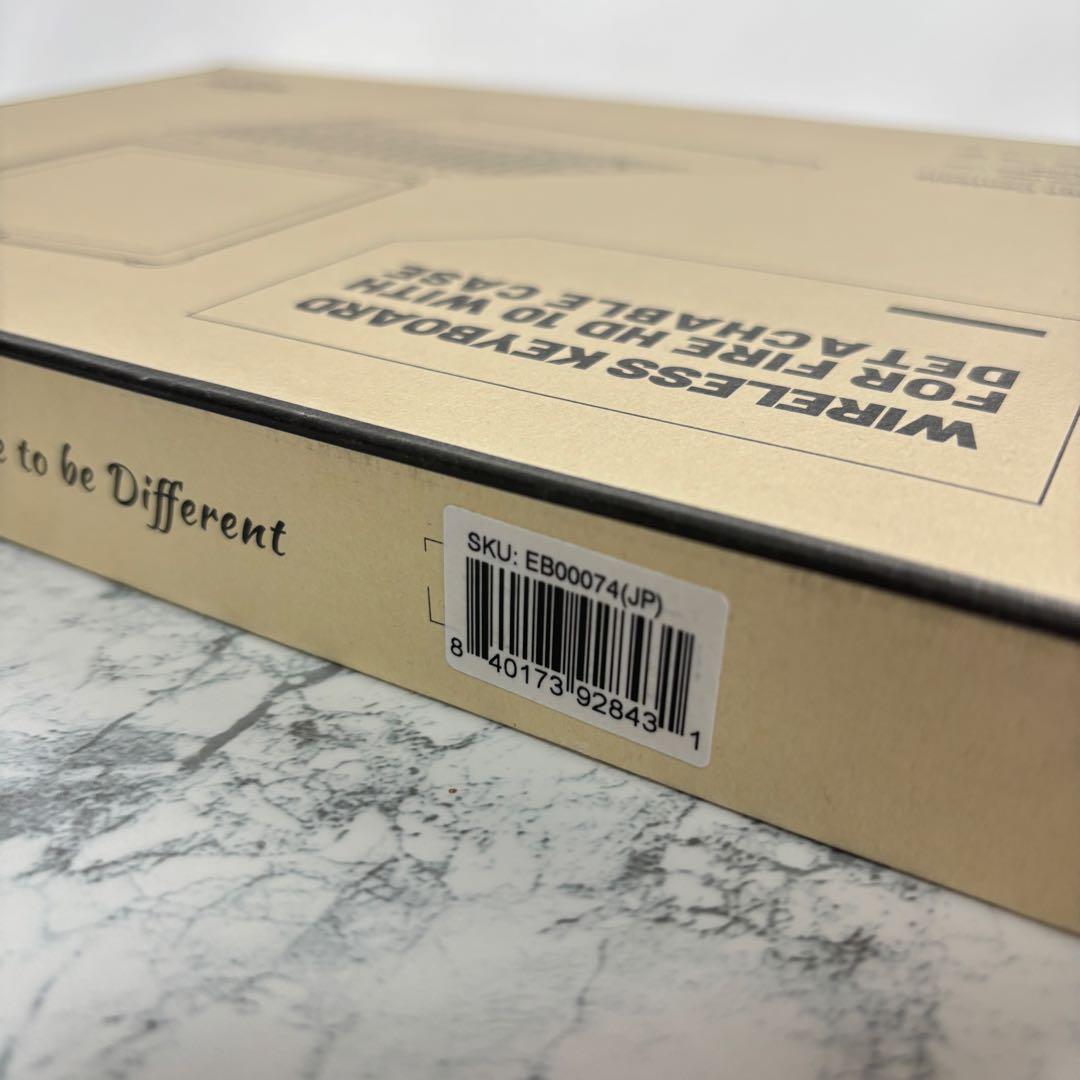 WIRELESS KEYBOARD
FOR FIRE HD 10 WITH
DETACHABLE CASE
to be Different
SKU: EB00074(JP)
8 40173 92843 1